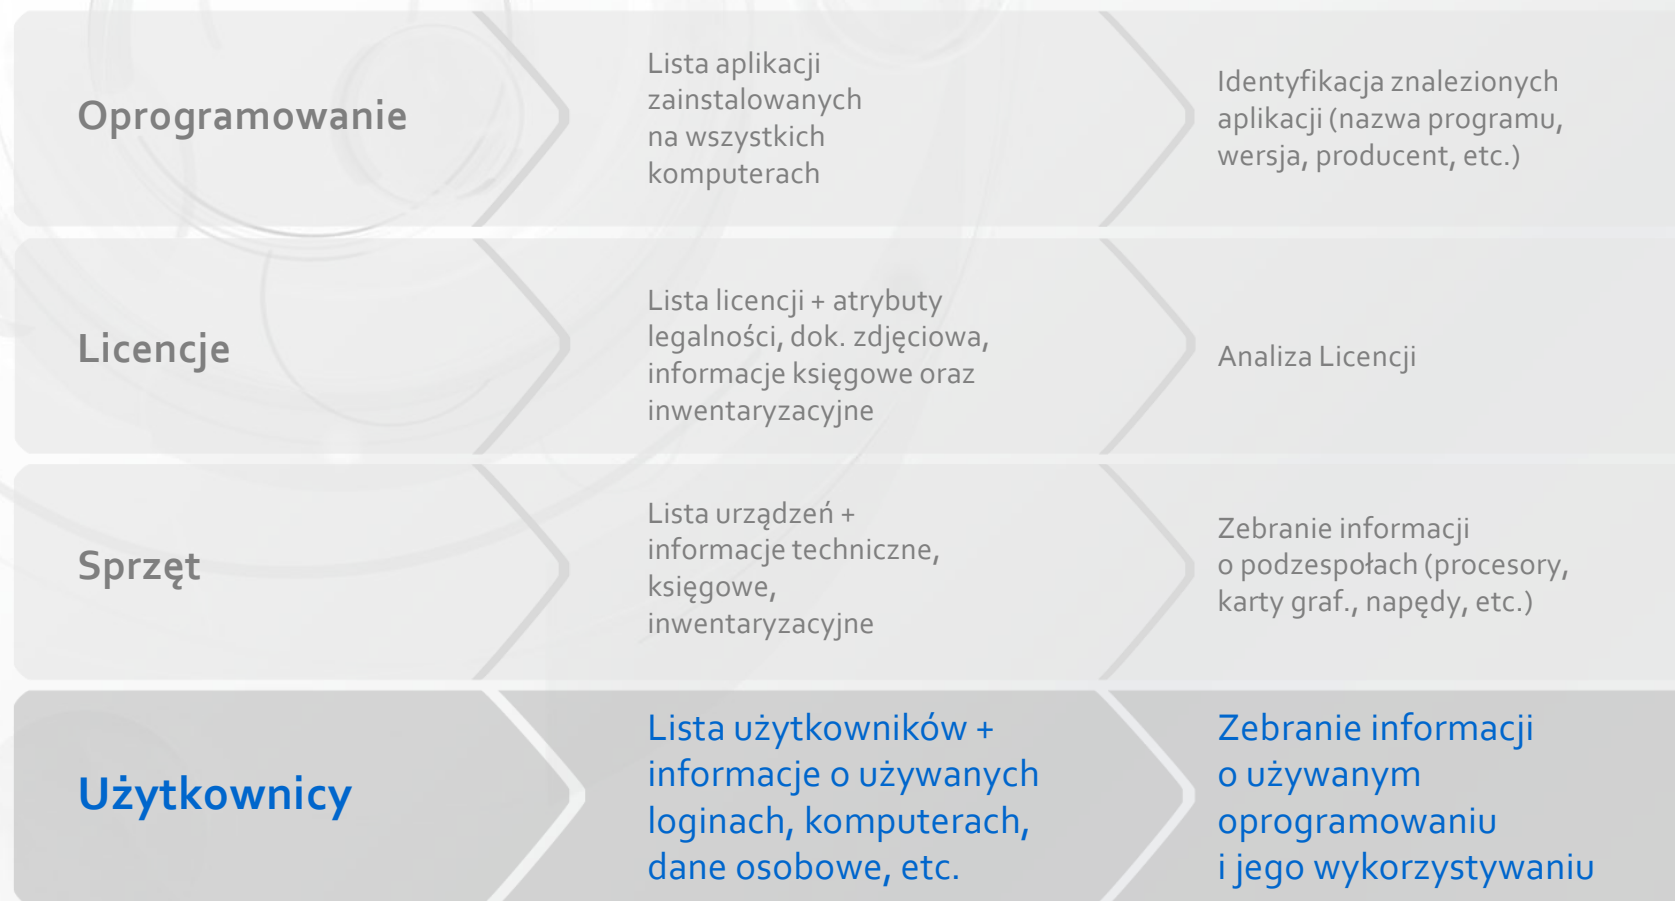 Oprogramowanie
Lista aplikacji
zainstalowanych
na wszystkich
komputerach
Identyfikacja znalezionych
aplikacji (nazwa programu,
wersja, producent, etc.)
Licencje
Lista licencji + atrybuty
legalności, dok. zdjęciowa,
informacje księgowe oraz
inwentaryzacyjne
Analiza Licencji
Sprzęt
Lista urządzeń +
informacje techniczne,
księgowe,
inwentaryzacyjne
Zebranie informacji
o podzespołach (procesory,
karty graf., napędy, etc.)
Użytkownicy
Lista użytkowników +
informacje o używanych
loginach, komputerach,
dane osobowe, etc.
Zebranie informacji
o używanym
oprogramowaniu
i jego wykorzystywaniu